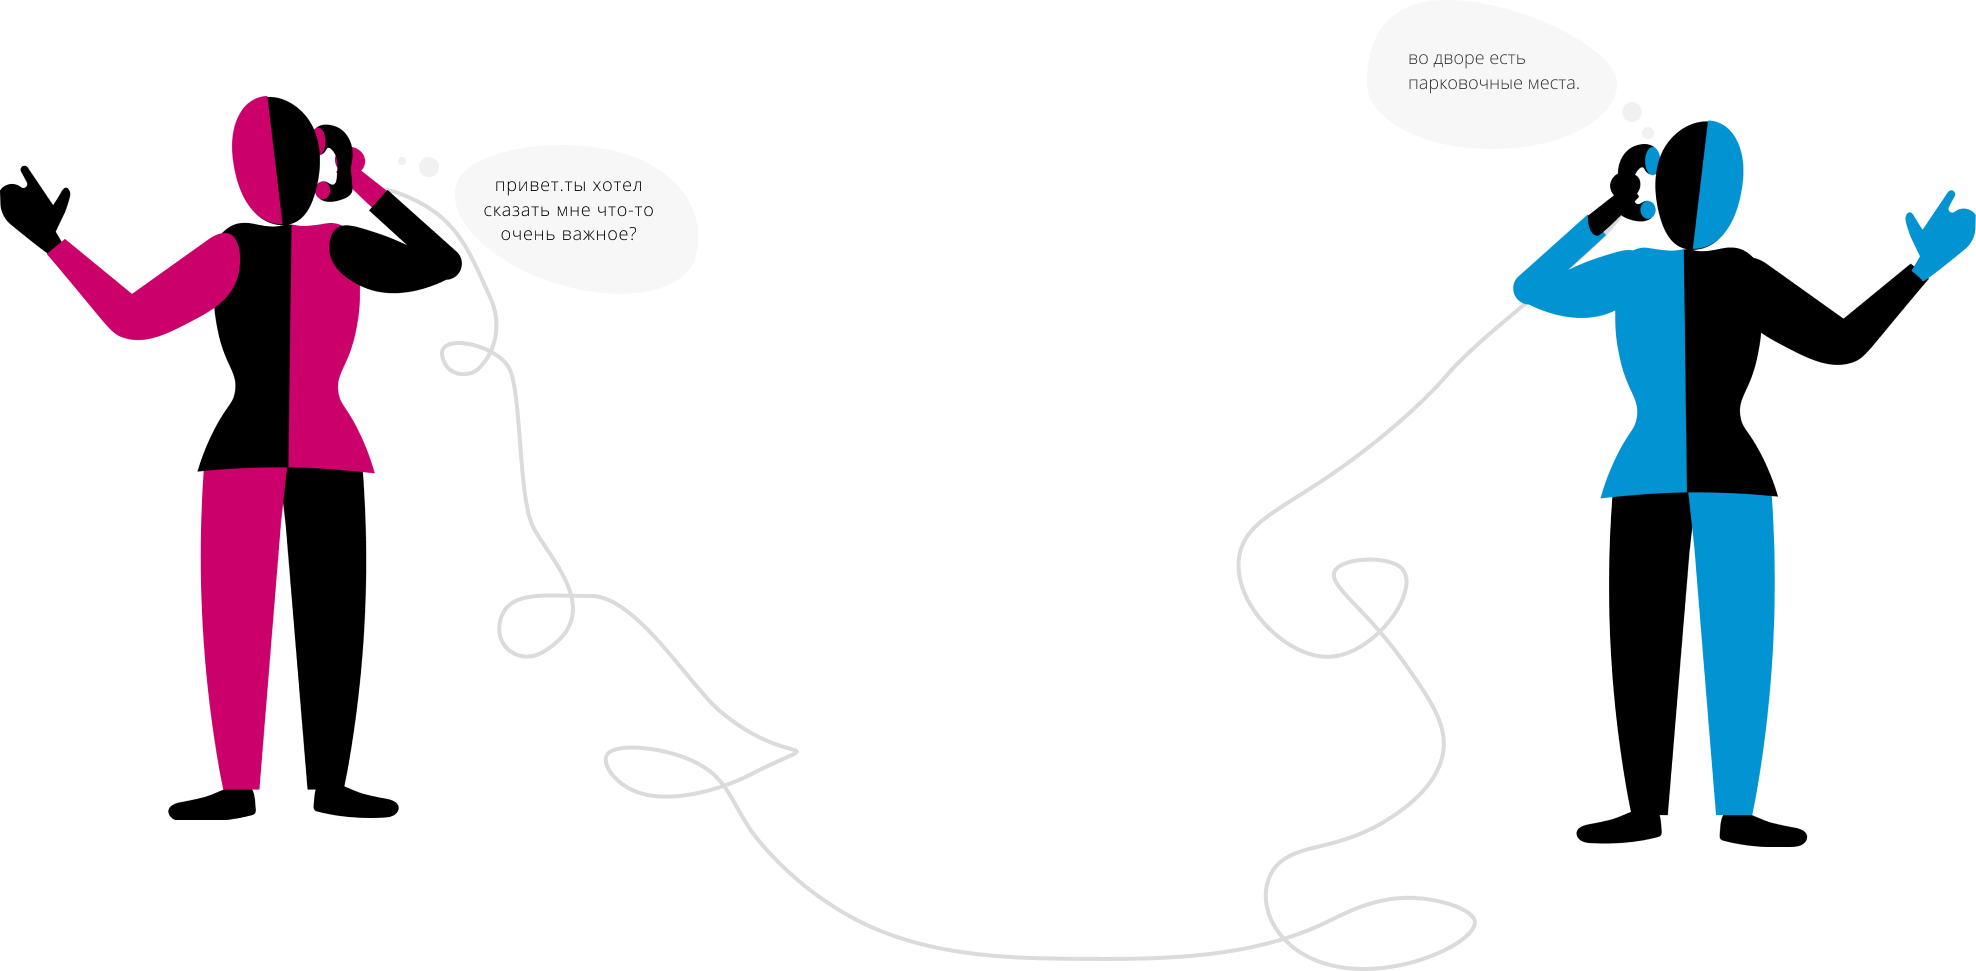 привет.ты хотел
сказать мне что-то
очень важное?
во дворе есть
парковочные места.